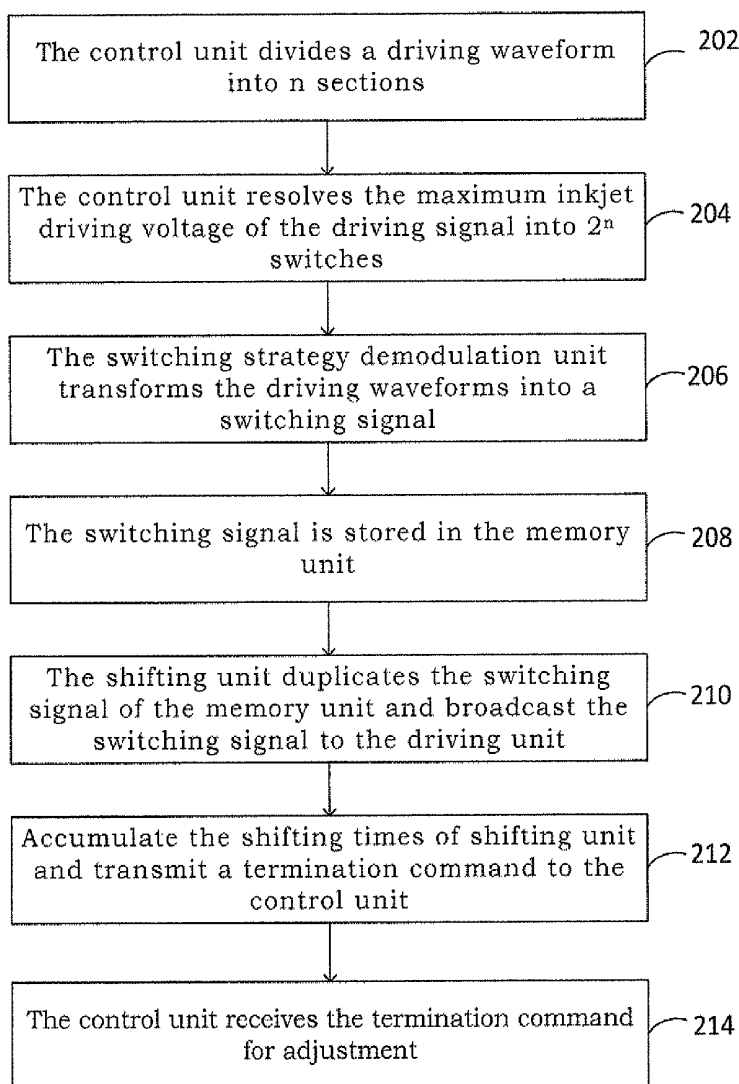 The control unit divides a driving waveform
into n sections
202
The control unit resolves the maximum inkjet
driving voltage of the driving signal into 2ⁿ
switches
204
The switching strategy demodulation unit
transforms the driving waveforms into a
switching signal
206
The switching signal is stored in the memory
unit
208
The shifting unit duplicates the switching
signal of the memory unit and broadcast the
switching signal to the driving unit
210
Accumulate the shifting times of shifting unit
and transmit a termination command to the
control unit
212
The control unit receives the termination command
for adjustment
214